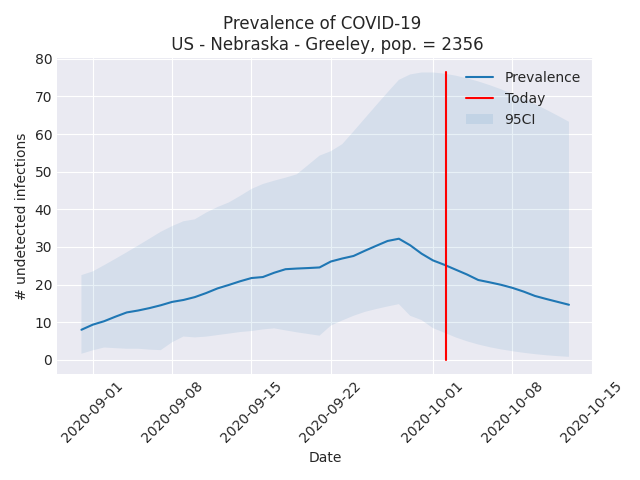 Prevalence of COVID-19
US - Nebraska - Greeley, pop. = 2356
80
70
60
50
40
30
20
10
0
# undetected infections
Prevalence
Today
95CI
2020-09-01
2020-09-08
2020-09-15
2020-09-22
2020-10-01
2020-10-08
2020-10-15
Date